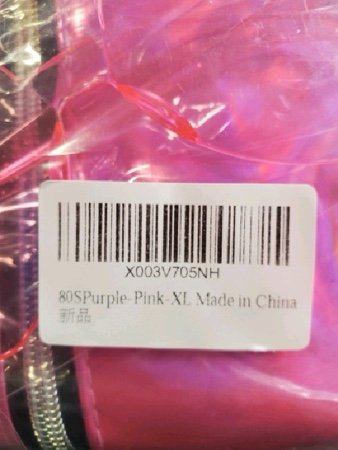 X003V705NH
80SPurple-Pink-XL Made in China
新品